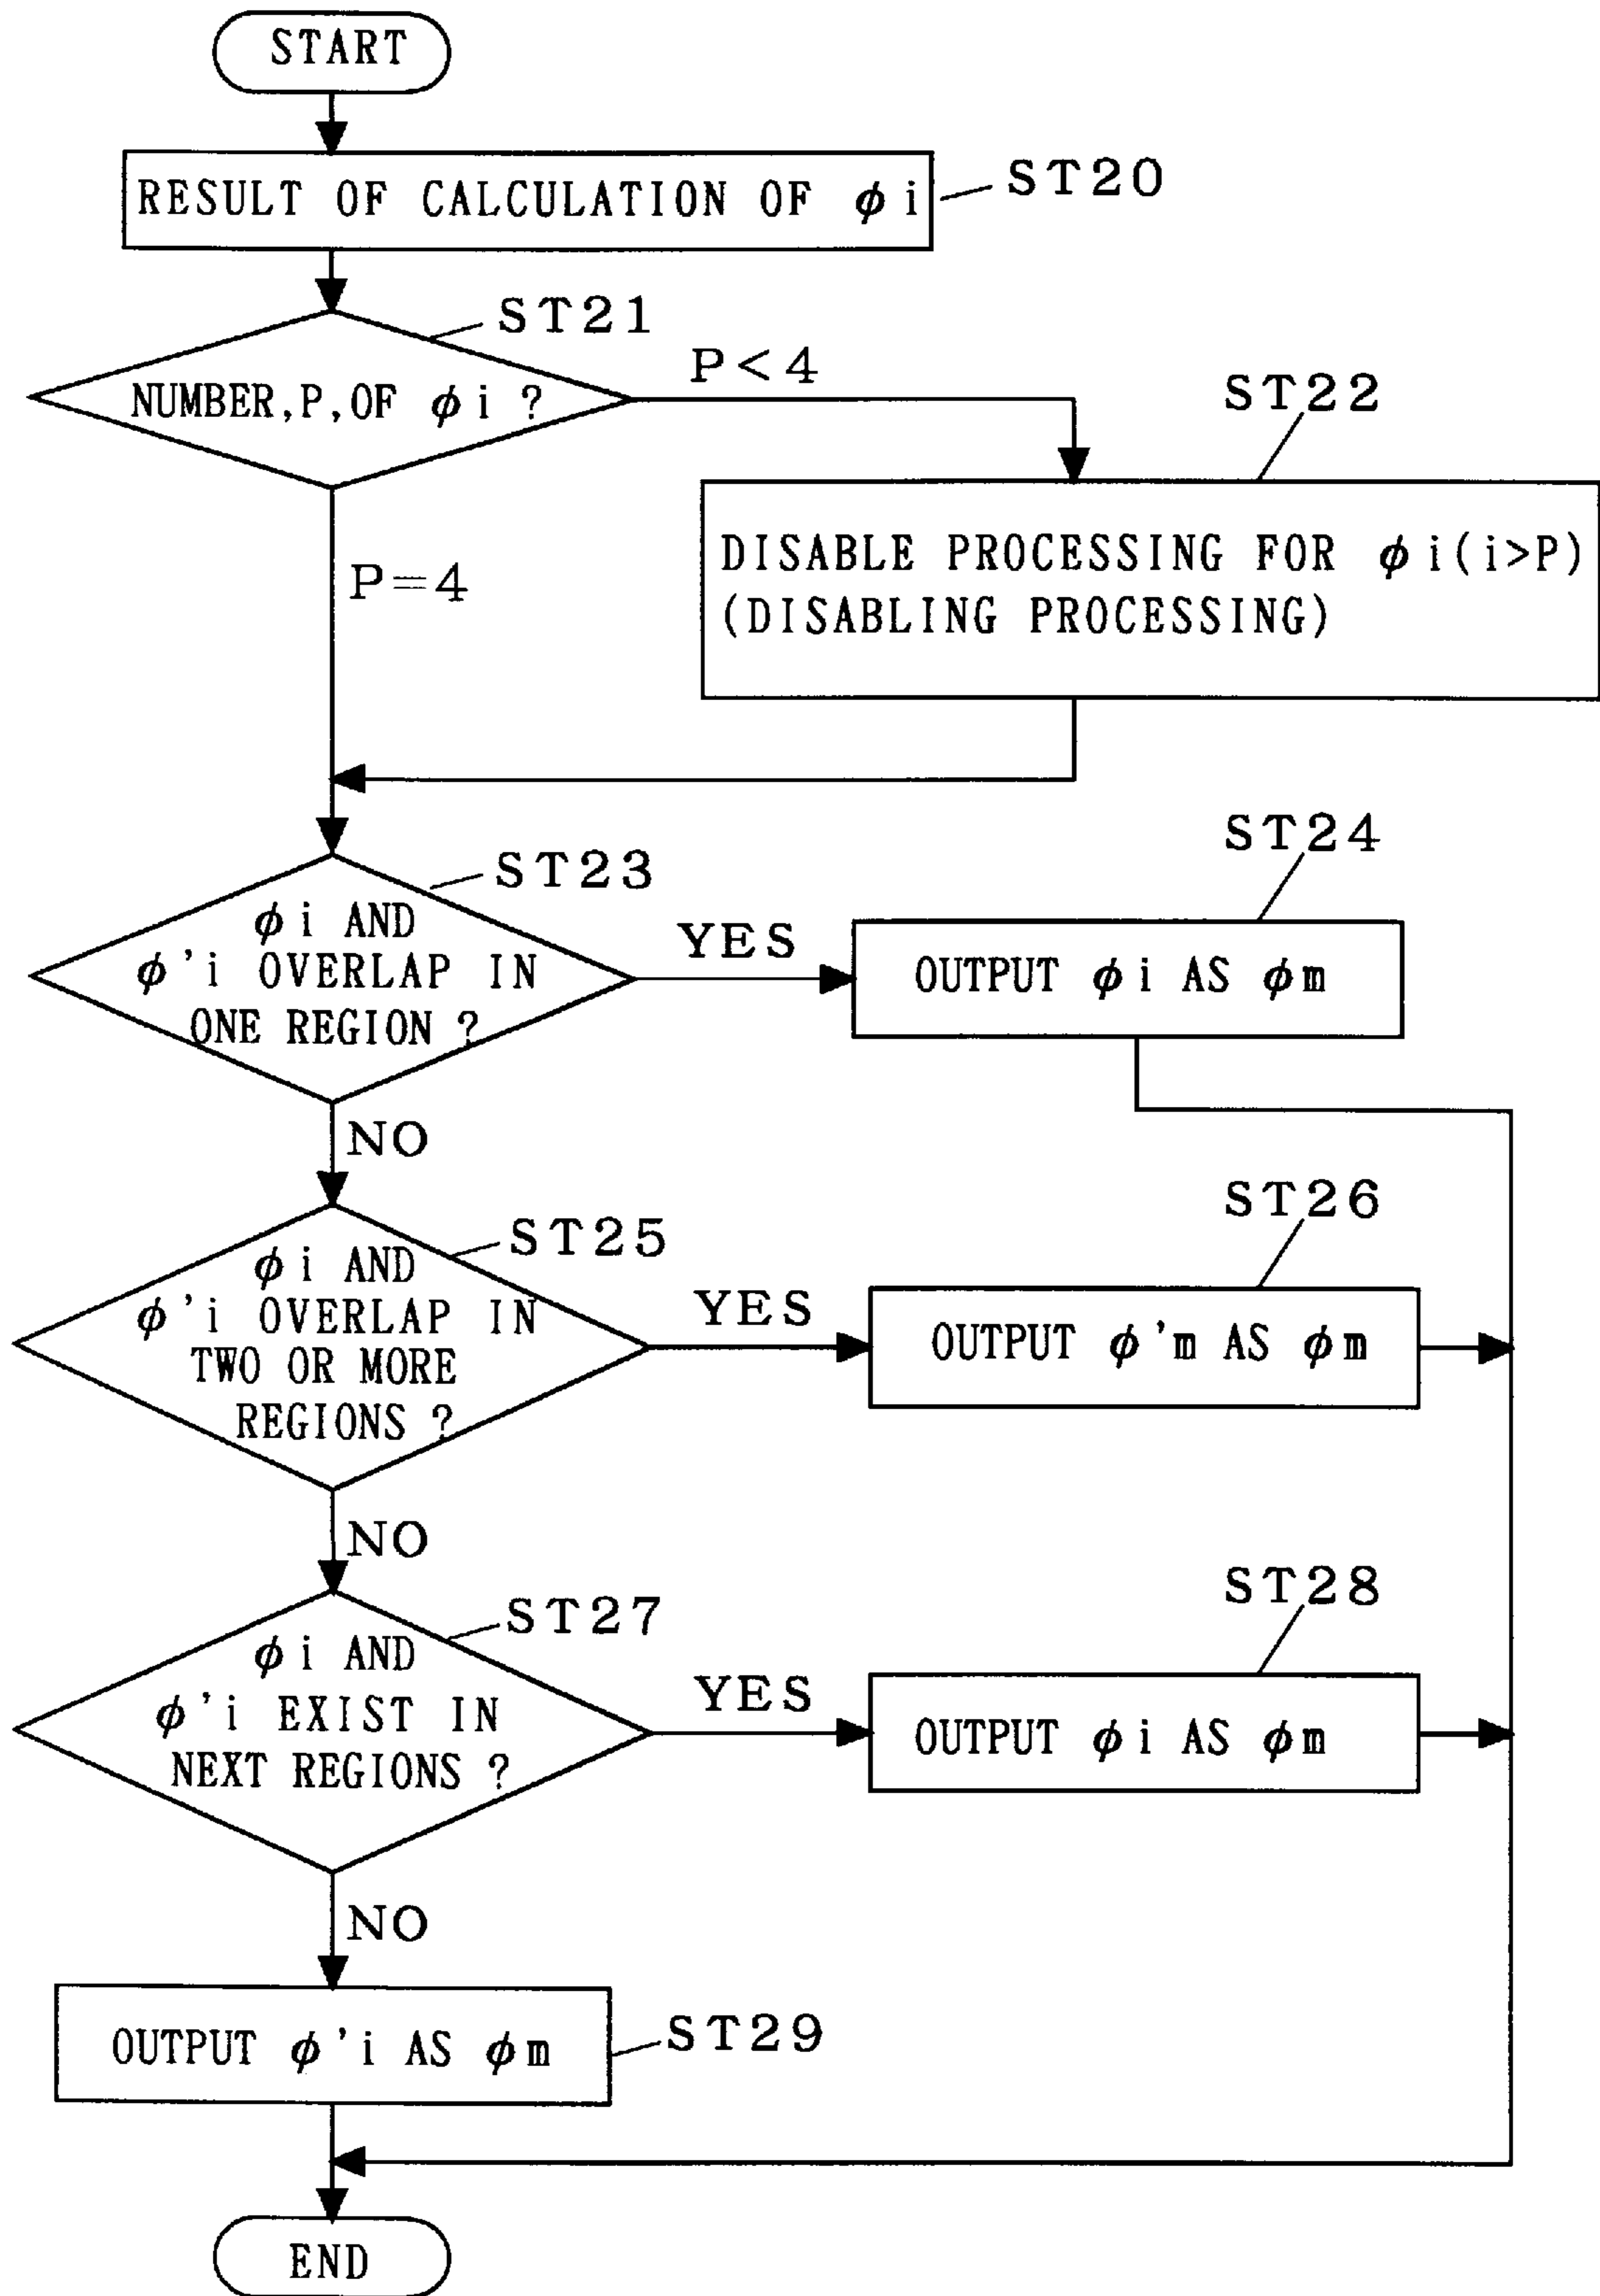 START
RESULT OF CALCULATION OF φi
ST20
ST21
NUMBER,P,OF φi ?
P<4
ST22
DISABLE PROCESSING FOR φi(i>P)
(DISABLING PROCESSING)
P=4
ST23
φi AND
φ'i OVERLAP IN
ONE REGION ?
YES
ST24
OUTPUT φi AS φm
NO
ST25
φi AND
φ'i OVERLAP IN
TWO OR MORE
REGIONS ?
YES
ST26
OUTPUT φ'm AS φm
NO
ST27
φi AND
φ'i EXIST IN
NEXT REGIONS ?
YES
ST28
OUTPUT φi AS φm
NO
OUTPUT φ'i AS φm
ST29
END